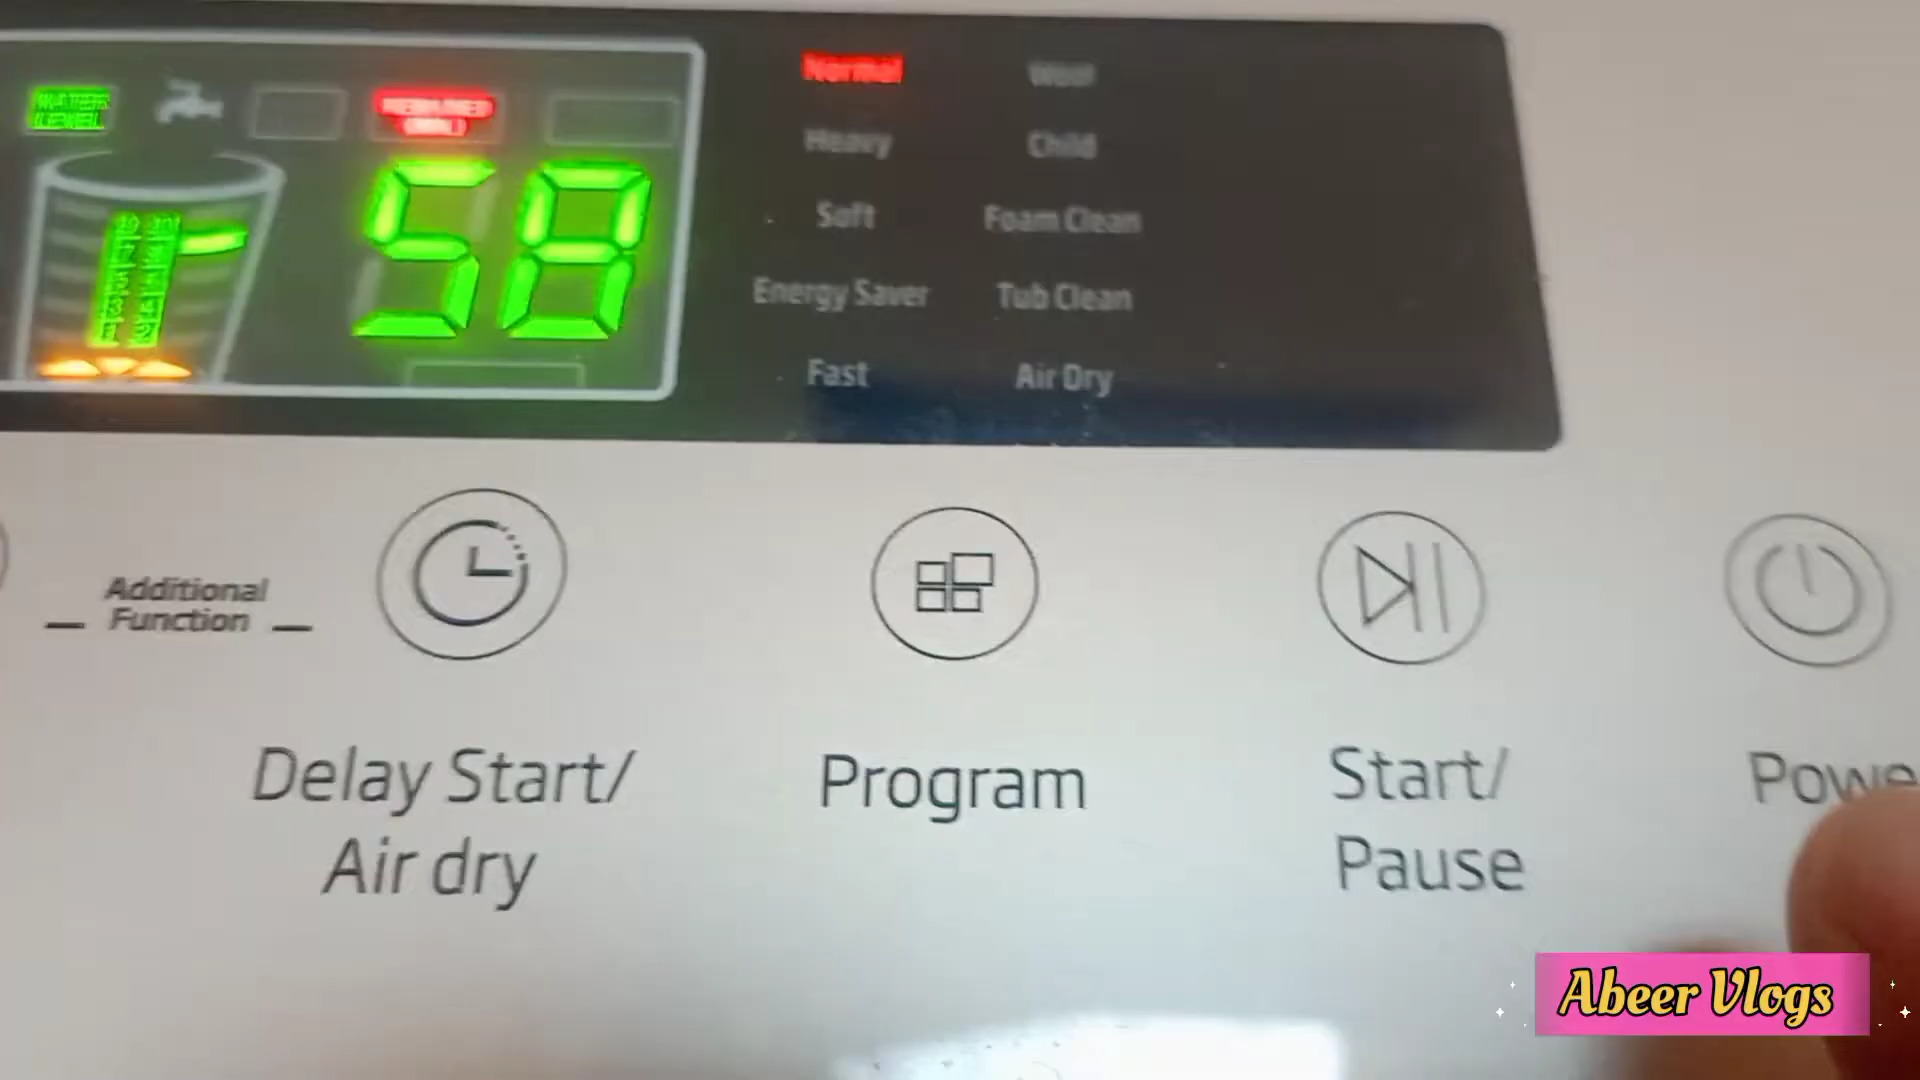 Normal
Wool
58
Heavy
Child
Soft
Foam Clean
Energy Saver
Tub Clean
Fast
Air Dry
Additional
Function
Delay Start/
Air dry
Program
Start/
Pause
Powe
Abeer Vlogs